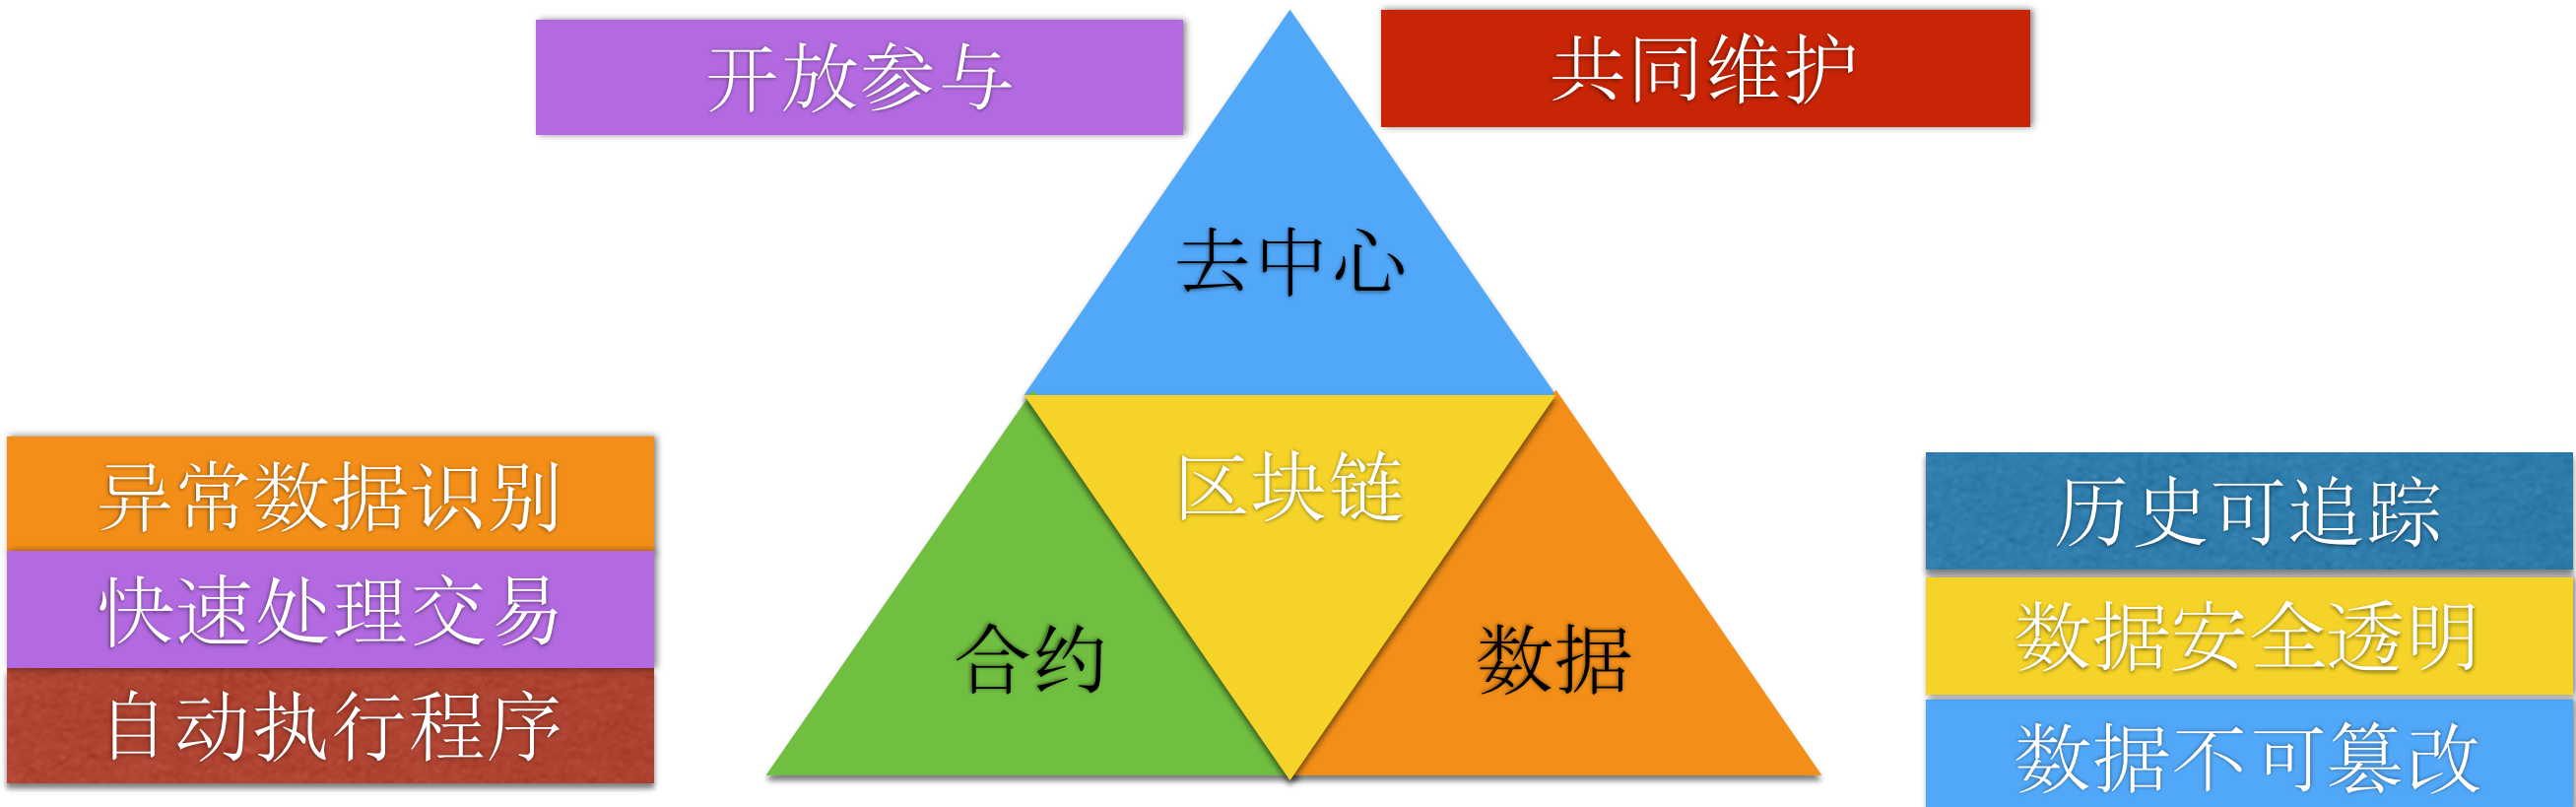 开放参与
共同维护
去中心
区块链
合约
数据
异常数据识别
快速处理交易
自动执行程序
历史可追踪
数据安全透明
数据不可篡改